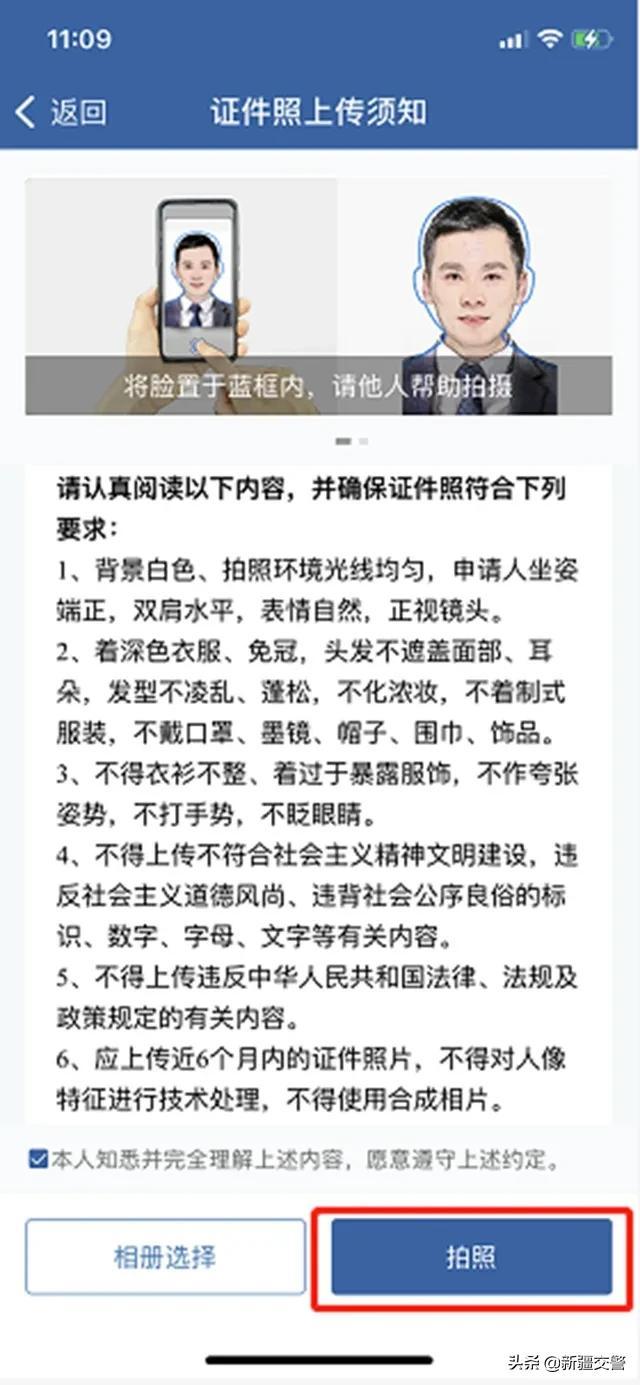 11:09
返回
证件照上传须知
将脸置于蓝框内，请他人帮助拍摄
请认真阅读以下内容，并确保证件照符合下列
要求：
1、背景白色、拍照环境光线均匀，申请人坐姿
端正，双肩水平，表情自然，正视镜头。
2、着深色衣服、免冠，头发不遮盖面部、耳
朵，发型不凌乱、蓬松，不化浓妆，不着制式
服装，不戴口罩、墨镜、帽子、围巾、饰品。
3、不得衣衫不整、着过于暴露服饰，不作夸张
姿势，不打手势，不眨眼睛。
4、不得上传不符合社会主义精神文明建设，违
反社会主义道德风尚、违背社会公序良俗的标
识、数字、字母、文字等有关内容。
5、不得上传违反中华人民共和国法律、法规及
政策规定的有关内容。
6、应上传近6个月内的证件照片，不得对人像
特征进行技术处理，不得使用合成相片。
本人知悉并完全理解上述内容，愿意遵守上述约定。
相册选择
拍照
头条 @新疆交警